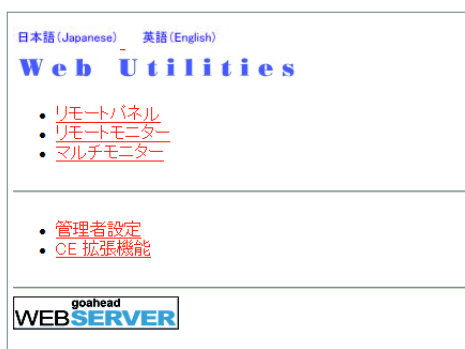 日本語(Japanese) 英語(English)
Web Utilities
リモートパネル
リモートモニター
マルチモニター
管理者設定
CE 拡張機能
goahead
WEBSERVER